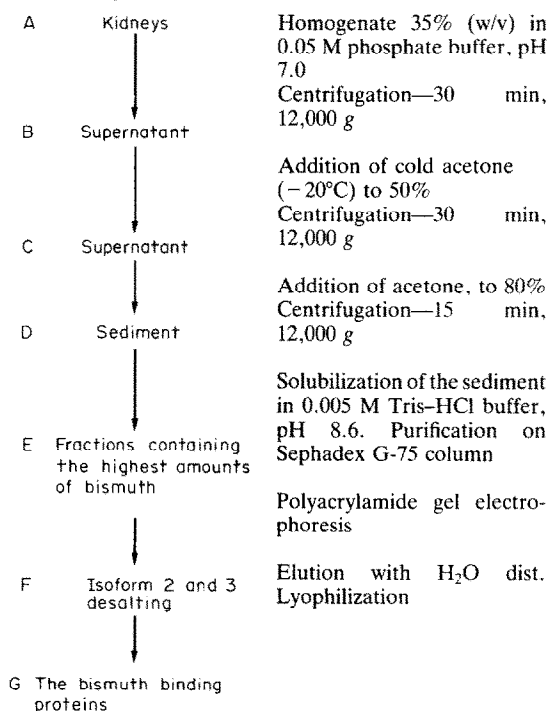 A Kidneys
Homogenate 35% (w/v) in
0.05 M phosphate buffer, pH
7.0
Centrifugation—30 min,
12,000 g
B Supernatant
Addition of cold acetone
(−20°C) to 50%
Centrifugation—30 min,
12,000 g
C Supernatant
Addition of acetone, to 80%
Centrifugation—15 min,
12,000 g
D Sediment
Solubilization of the sediment
in 0.005 M Tris–HCl buffer,
pH 8.6. Purification on
Sephadex G-75 column
E Fractions containing
the highest amounts
of bismuth
Polyacrylamide gel electro-
phoresis
F Isoform 2 and 3
desalting
Elution with H₂O dist.
Lyophilization
G The bismuth binding
proteins